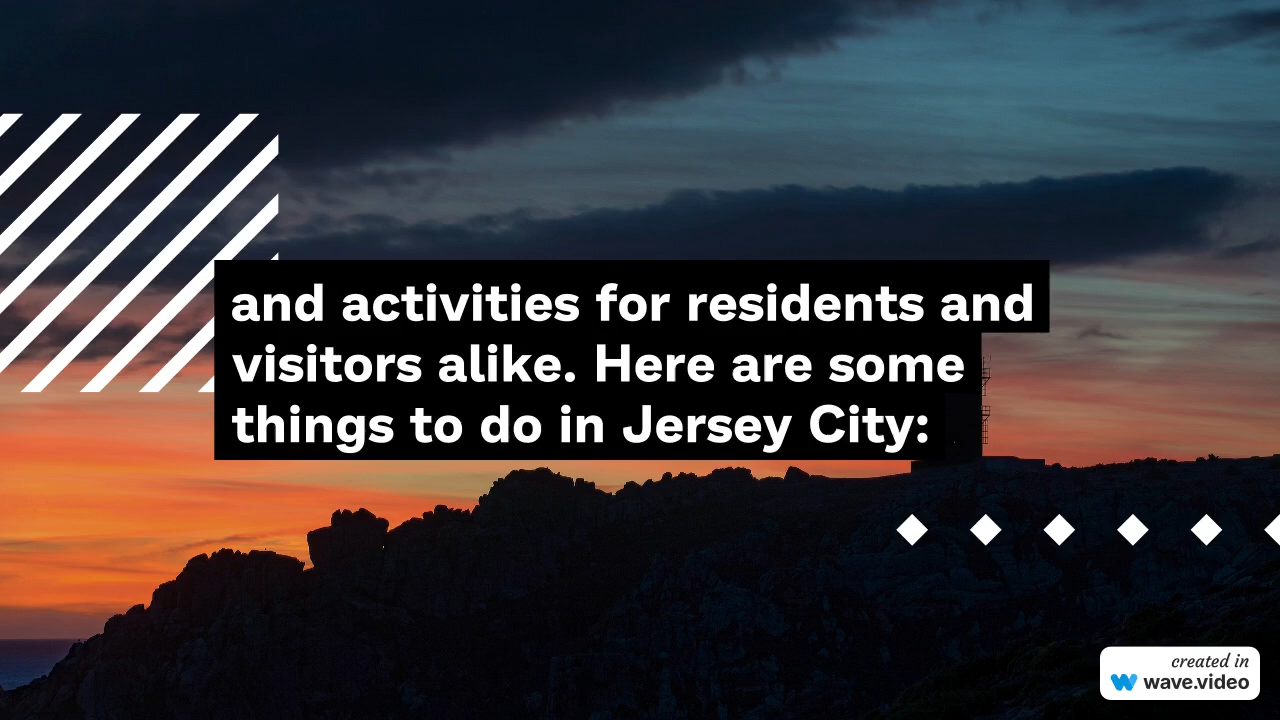 and activities for residents and
visitors alike. Here are some
things to do in Jersey City:
created in
wave.video